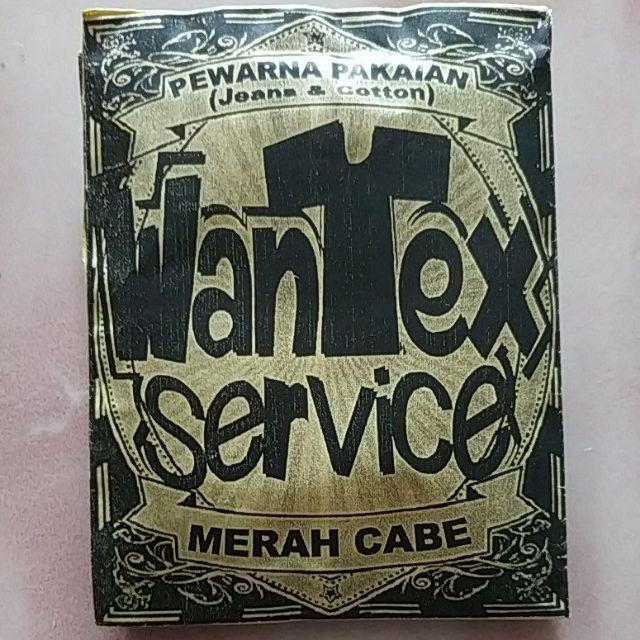 PEWARNA PAKAIAN
(Jeans & Cotton)
WanTex
service
MERAH CABE